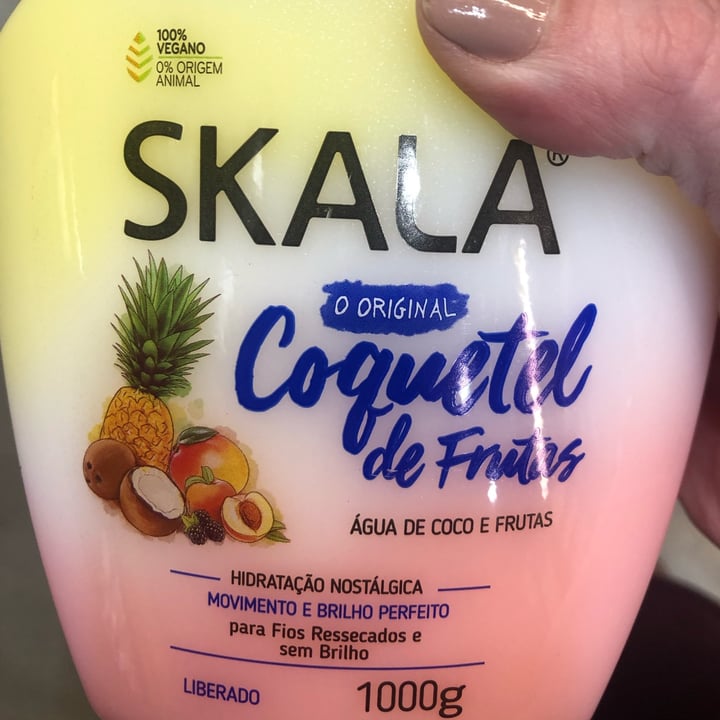 100%
VEGANO
0% ORIGEM
ANIMAL
SKALA®
O ORIGINAL
Coquetel
de Frutas
ÁGUA DE COCO E FRUTAS
HIDRATAÇÃO NOSTÁLGICA
MOVIMENTO E BRILHO PERFEITO
para Fios Ressecados e
sem Brilho
LIBERADO 1000g